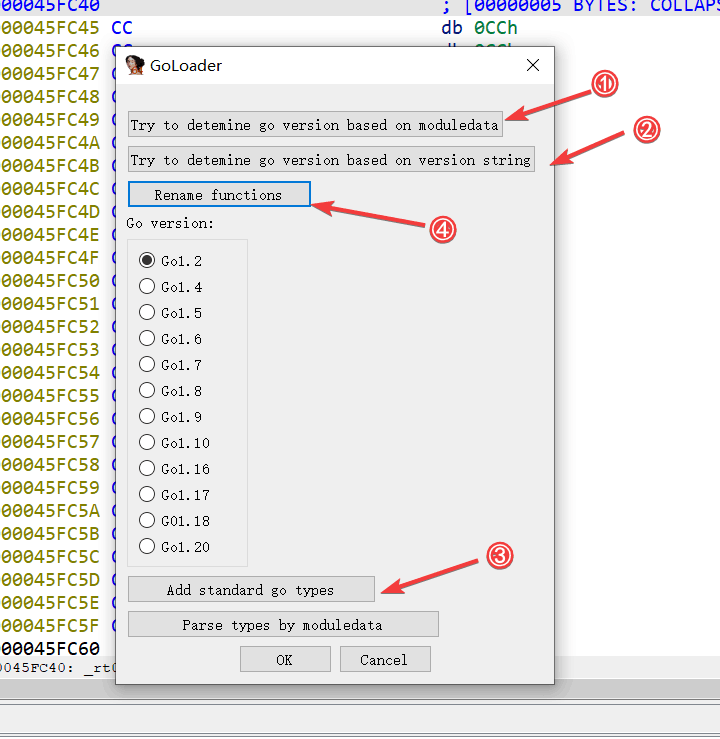 00045FC40 ; [00000005 BYTES: COLLAPS
00045FC45 CC db 0CCh
00045FC46
00045FC47
00045FC48
00045FC49
00045FC4A
00045FC4B
00045FC4C
00045FC4D
00045FC4E
00045FC4F
00045FC50
00045FC51
00045FC52
00045FC53
00045FC54
00045FC55
00045FC56
00045FC57
00045FC58
00045FC59
00045FC5A
00045FC5B
00045FC5C
00045FC5D
00045FC5E
00045FC5F
00045FC60
0045FC40: _rt
GoLoader
①
Try to detemine go version based on moduledata
②
Try to detemine go version based on version string
Rename functions
④
Go version:
Go1.2
Go1.4
Go1.5
Go1.6
Go1.7
Go1.8
Go1.9
Go1.10
Go1.16
Go1.17
GO1.18
Go1.20
③
Add standard go types
Parse types by moduledata
OK Cancel